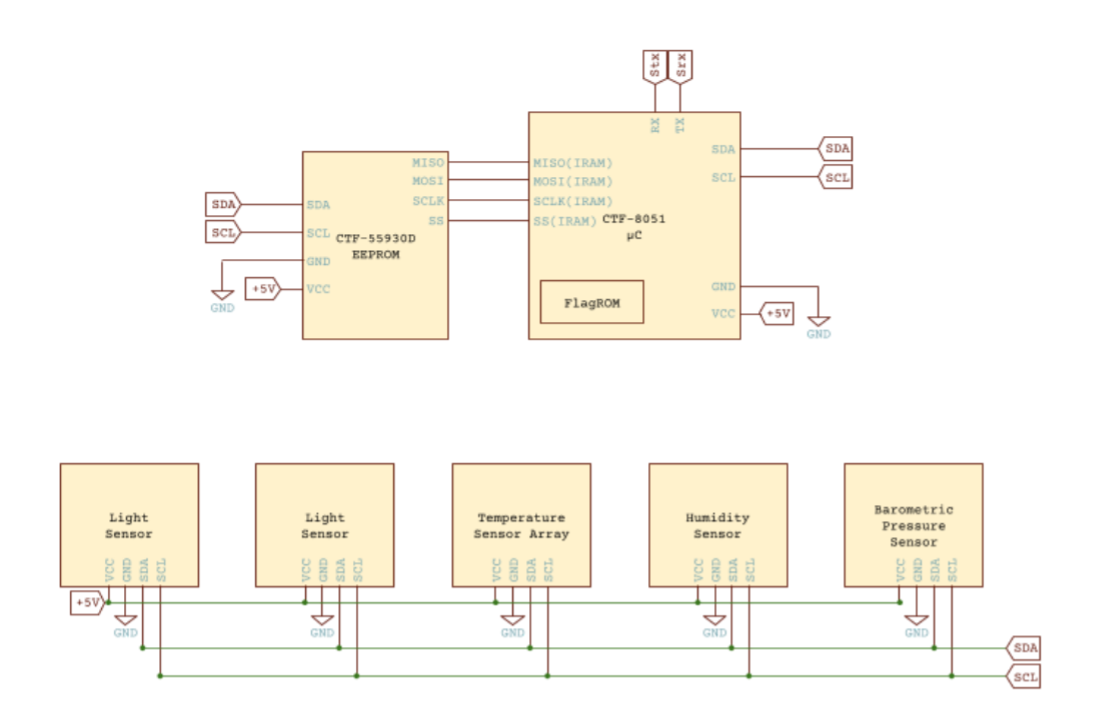 Stx Srx
RX TX
MISO MISO(IRAM) SDA SDA
MOSI MOSI(IRAM)
SCLK SCLK(IRAM) SCL SCL
SDA SDA
SS SS(IRAM) CTF-8051
µC
SCL SCL
CTF-55930D
EEPROM
GND GND
+5V VCC
FlagROM
VCC +5V
GND
GND
Light
Sensor
Light
Sensor
Temperature
Sensor Array
Humidity
Sensor
Barometric
Pressure
Sensor
VCC GND SDA SCL
VCC GND SDA SCL
VCC GND SDA SCL
VCC GND SDA SCL
VCC GND SDA SCL
+5V
GND GND GND GND GND
SDA
SCL